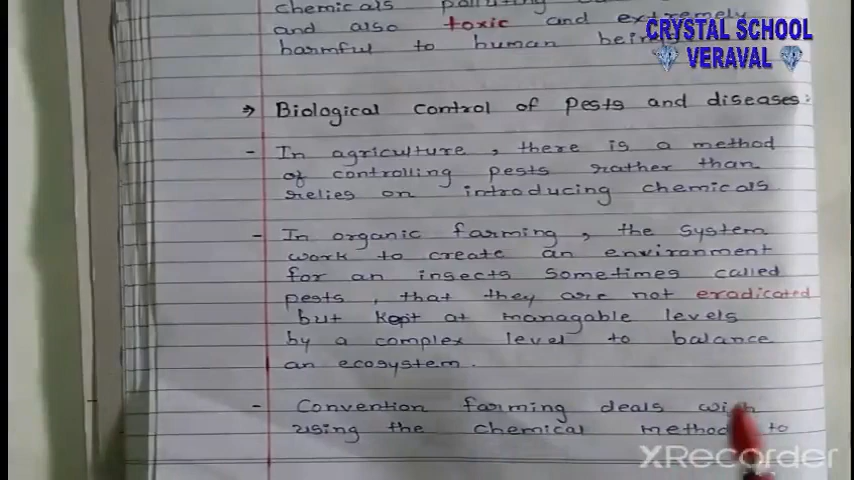 chemicals
and also toxic and extremely
harmful to human
CRYSTAL SCHOOL
VERAVAL
→ Biological control of pests and diseases:
- In agriculture, there is a method
of controlling pests rather than
relies on introducing chemicals
- In organic farming, the system
work to create an environment
for an insects sometimes called
pests, that they are not eradicated
but kept at managable levels
by a complex level to balance
an ecosystem.
- Convention farming deals with
using the chemical method to
XRecorder